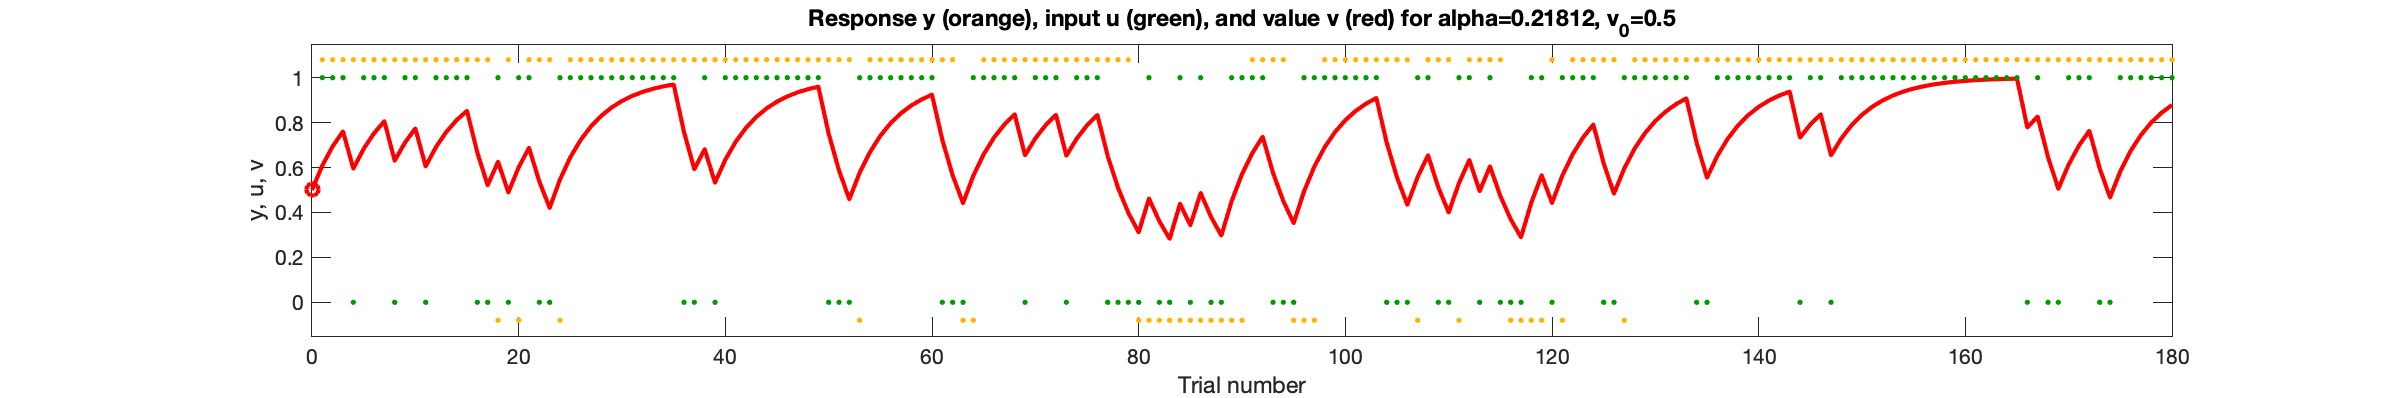 Response y (orange), input u (green), and value v (red) for alpha=0.21812, v₀=0.5
y, u, v
1
0.8
0.6
0.4
0.2
0
0 20 40 60 80 100 120 140 160 180
Trial number